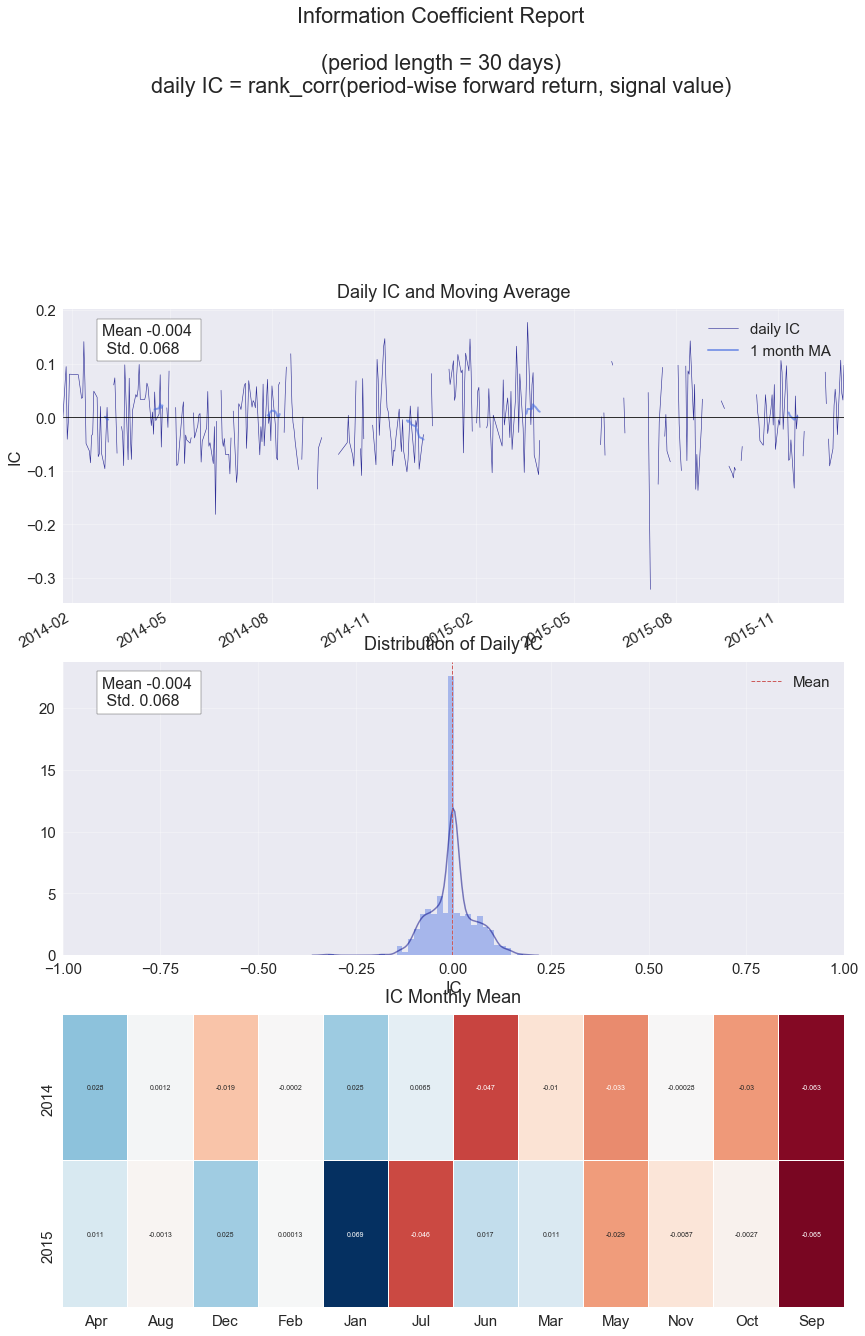 Information Coefficient Report
(period length = 30 days)
daily IC = rank_corr(period-wise forward return, signal value)
Daily IC and Moving Average
Mean -0.004
Std. 0.068
daily IC
1 month MA
0.2
0.1
0.0
−0.1
−0.2
−0.3
IC
2014-02
2014-05
2014-08
2014-11
2015-02
2015-05
2015-08
2015-11
Distribution of Daily IC
Mean -0.004
Std. 0.068
Mean
20
15
10
5
0
−1.00 −0.75 −0.50 −0.25 0.00 0.25 0.50 0.75 1.00
IC
IC Monthly Mean
2014
0.028 0.0012 -0.019 -0.0002 0.025 0.0065 -0.047 -0.01 -0.033 -0.00028 -0.03 -0.063
2015
0.011 -0.0013 0.025 0.00013 0.069 -0.046 0.017 0.011 -0.029 -0.0087 -0.0027 -0.065
Apr Aug Dec Feb Jan Jul Jun Mar May Nov Oct Sep